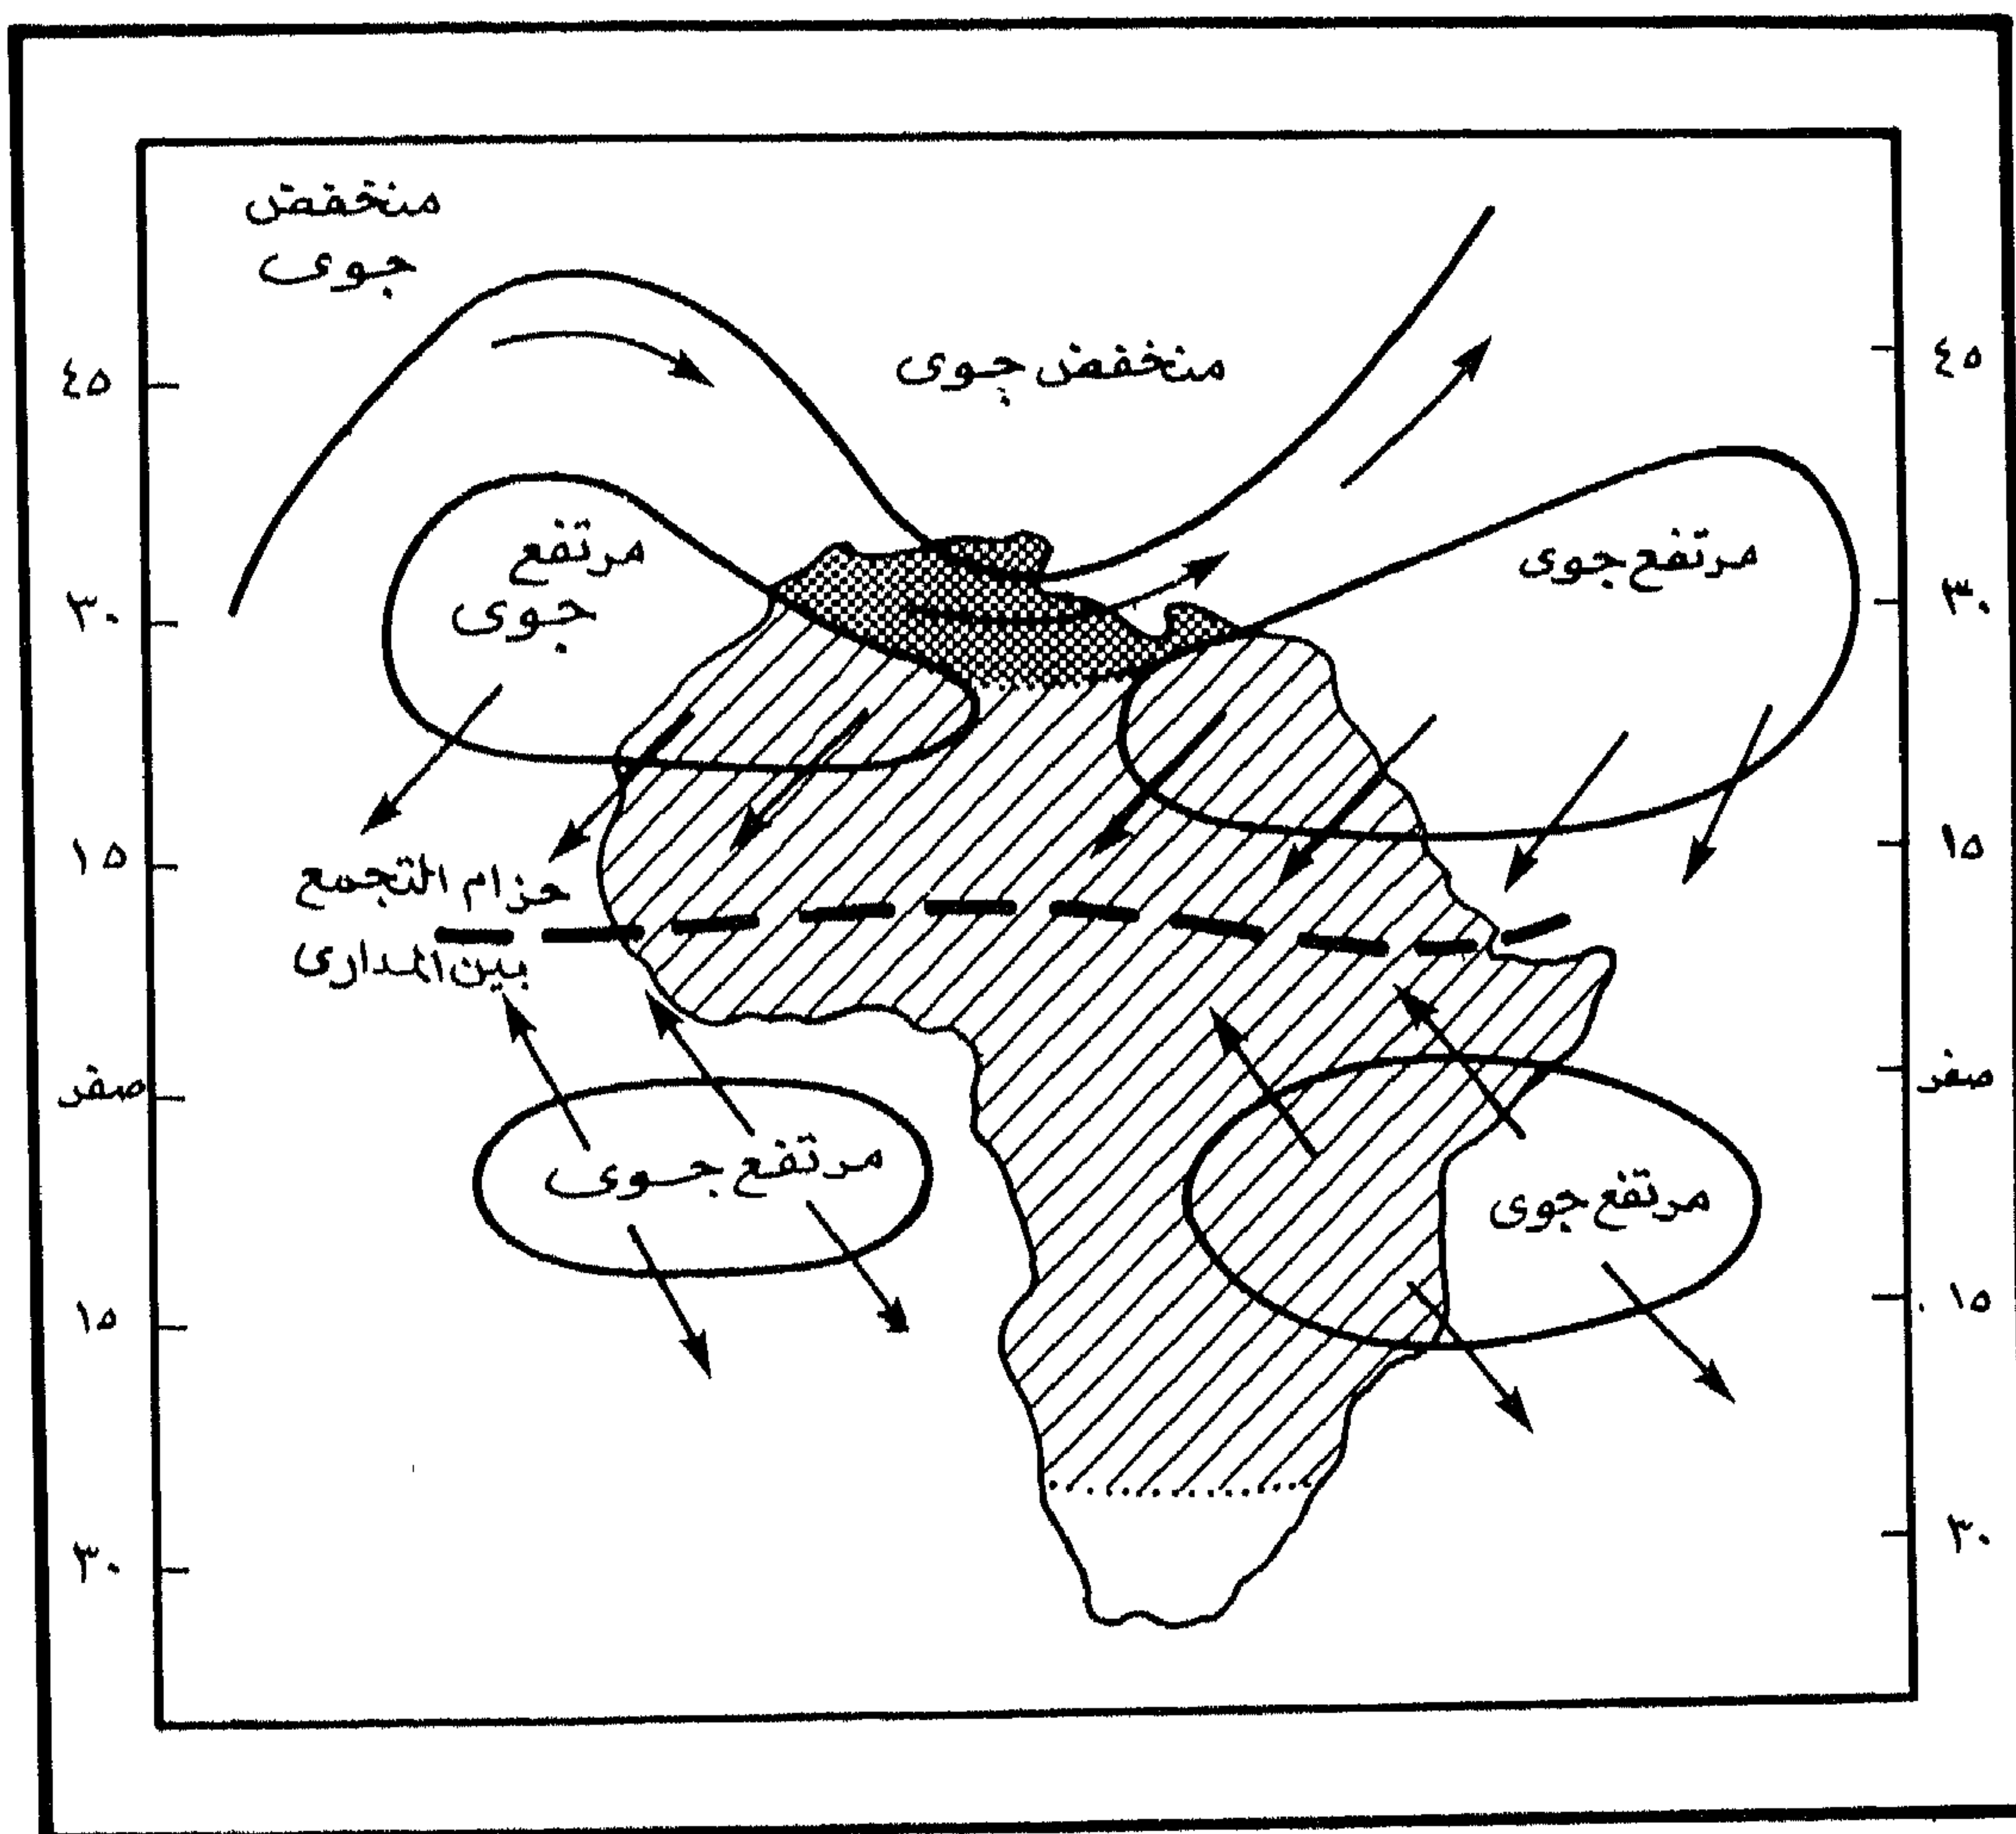 منخفض
جوى
منخفض جوى
٤٥
٤٥
مرتفع
جوى
مرتفع جوى
٣٠
٣٠
١٥
١٥
حزام التجمع
بين المدارى
صفر
صفر
مرتفع جوى
مرتفع جوى
١٥
١٥
٣٠
٣٠